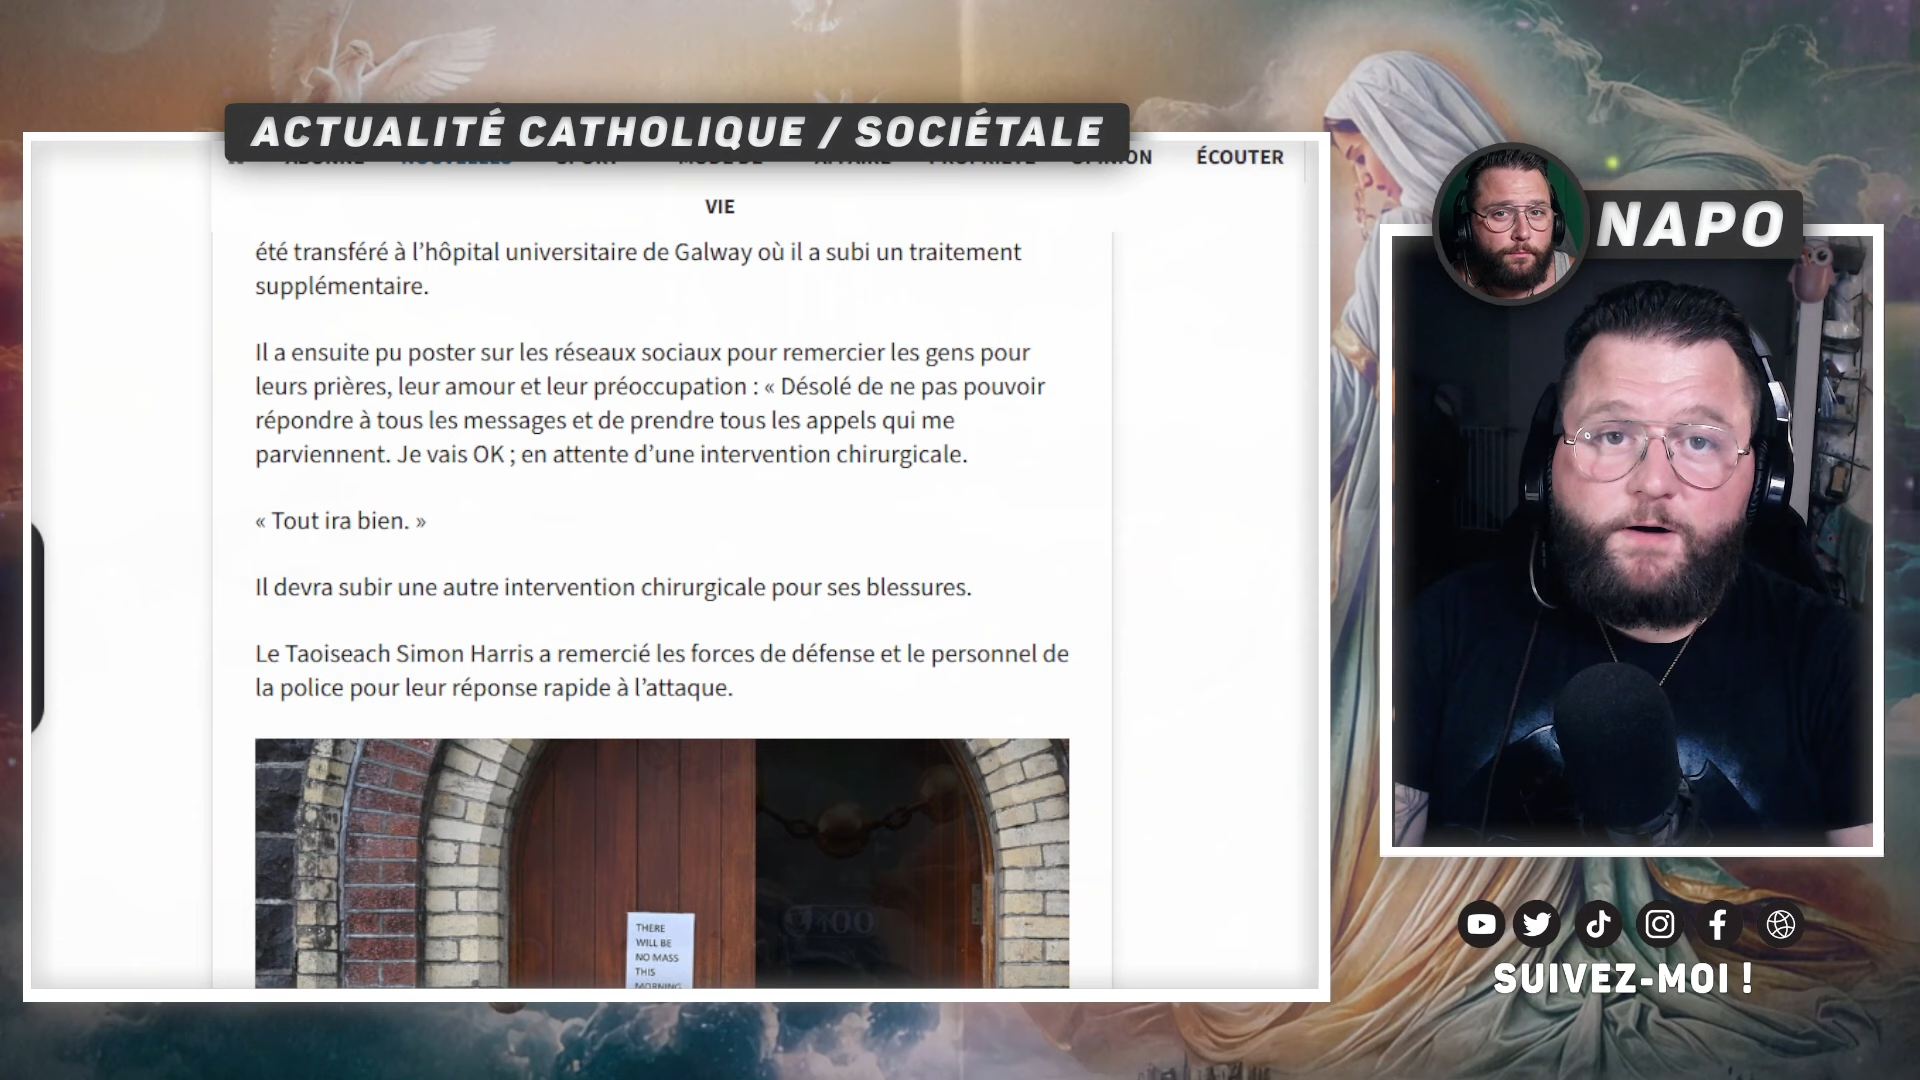 ACTUALITÉ CATHOLIQUE / SOCIÉTALE
ÉCOUTER
VIE
été transféré à l’hôpital universitaire de Galway où il a subi un traitement
supplémentaire.
Il a ensuite pu poster sur les réseaux sociaux pour remercier les gens pour
leurs prières, leur amour et leur préoccupation : « Désolé de ne pas pouvoir
répondre à tous les messages et de prendre tous les appels qui me
parviennent. Je vais OK ; en attente d’une intervention chirurgicale.
« Tout ira bien. »
Il devra subir une autre intervention chirurgicale pour ses blessures.
Le Taoiseach Simon Harris a remercié les forces de défense et le personnel de
la police pour leur réponse rapide à l’attaque.
THERE
WILL BE
NO MASS
THIS
MORNING
NAPO
SUIVEZ-MOI !